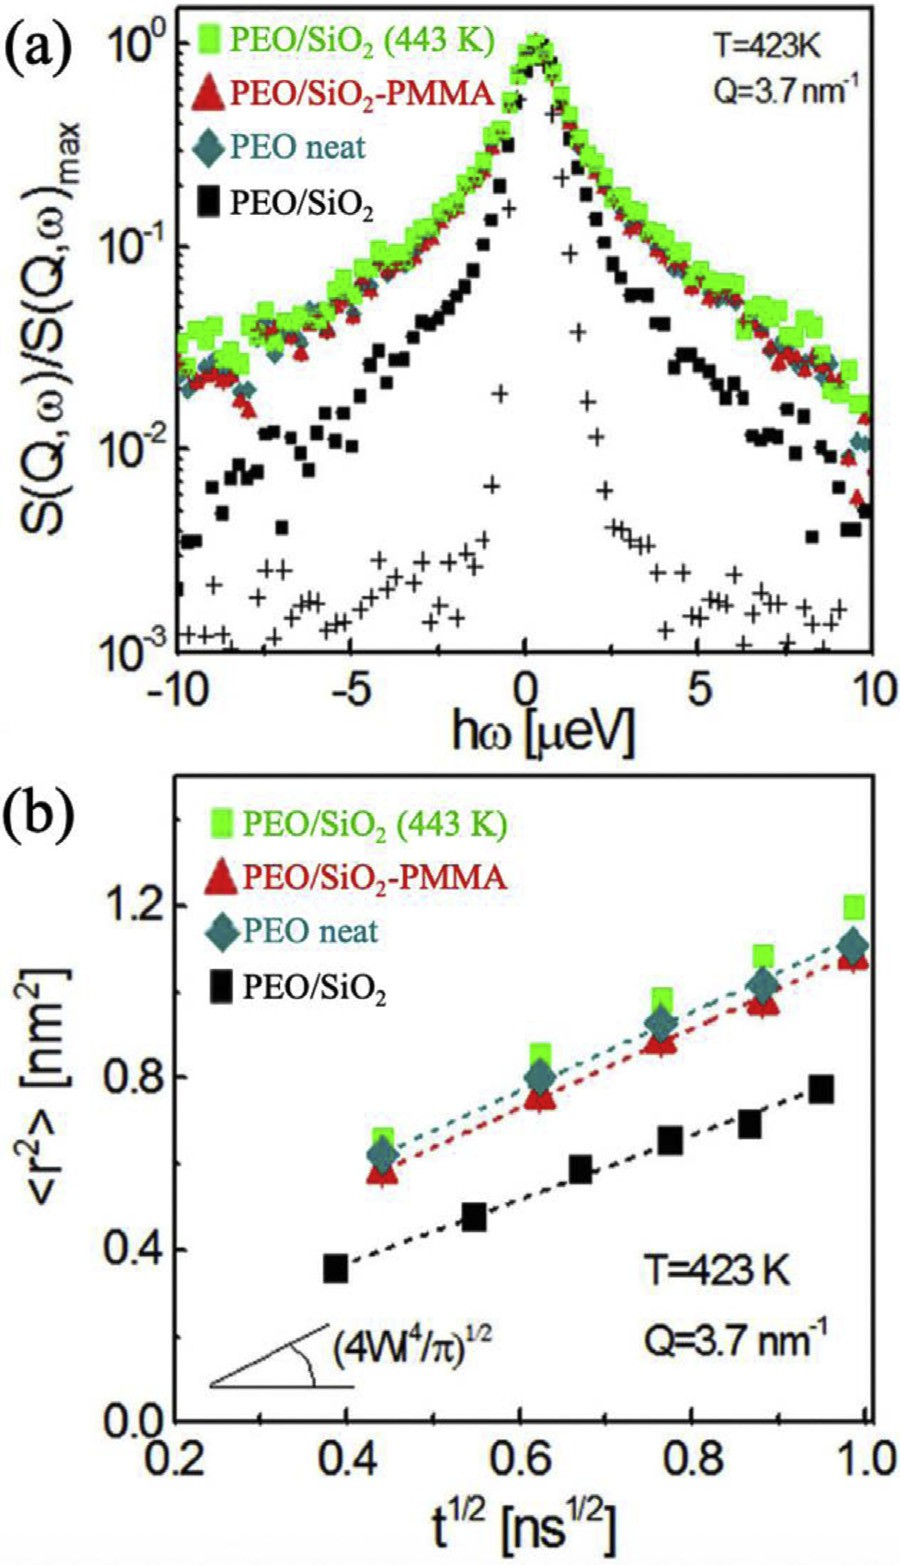 (a)
10⁰
PEO/SiO₂ (443 K)
PEO/SiO₂-PMMA
PEO neat
PEO/SiO₂
T=423K
Q=3.7 nm⁻¹
S(Q,ω)/S(Q,ω)max
10⁻¹
10⁻²
10⁻³
-10 -5 0 5 10
hω [μeV]
(b)
PEO/SiO₂ (443 K)
PEO/SiO₂-PMMA
PEO neat
PEO/SiO₂
1.2
0.8
0.4
0.0
<r²> [nm²]
T=423 K
Q=3.7 nm⁻¹
(4Wl⁴/π)¹/²
0.2 0.4 0.6 0.8 1.0
t¹/² [ns¹/²]